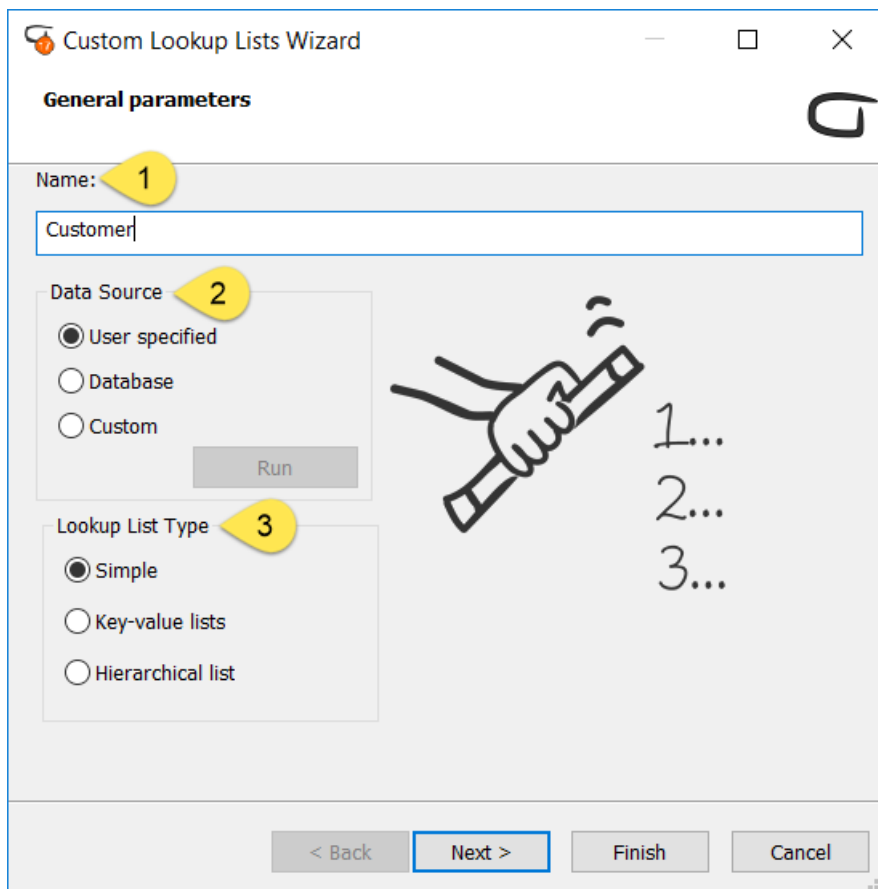 Custom Lookup Lists Wizard
General parameters
Name: 1
Customer
Data Source 2
User specified
Database
Custom
Run
1...
2...
3...
Lookup List Type 3
Simple
Key-value lists
Hierarchical list
< Back Next > Finish Cancel